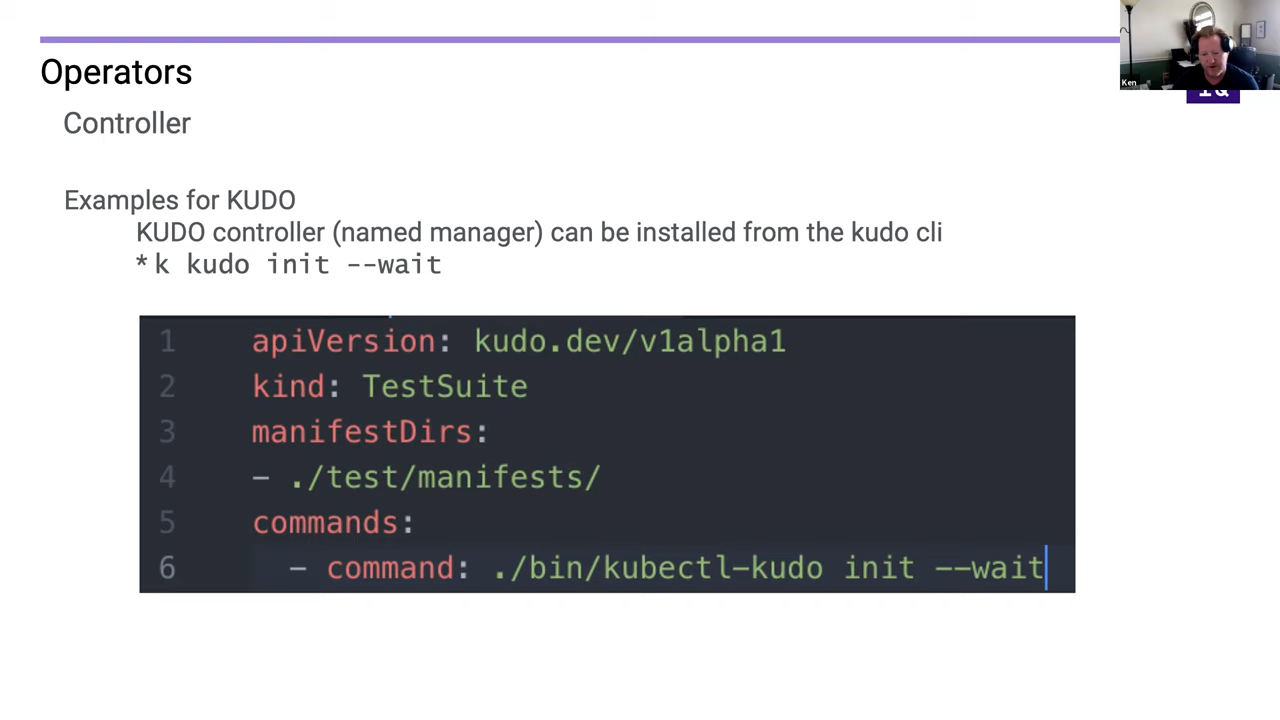 Operators
Controller
Examples for KUDO
KUDO controller (named manager) can be installed from the kudo cli
* k kudo init --wait
1 apiVersion: kudo.dev/v1alpha1
2 kind: TestSuite
3 manifestDirs:
4 - ./test/manifests/
5 commands:
6 - command: ./bin/kubectl-kudo init --wait
Ken